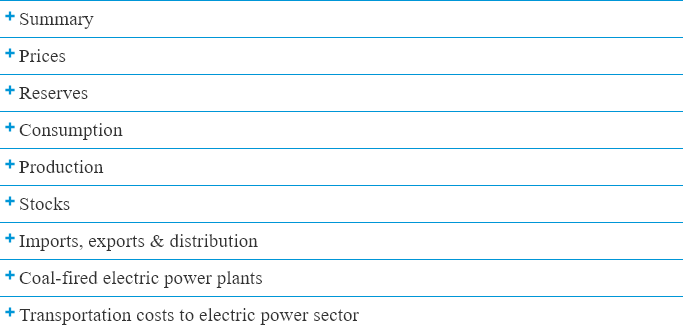 + Summary
+ Prices
+ Reserves
+ Consumption
+ Production
+ Stocks
+ Imports, exports & distribution
+ Coal-fired electric power plants
+ Transportation costs to electric power sector